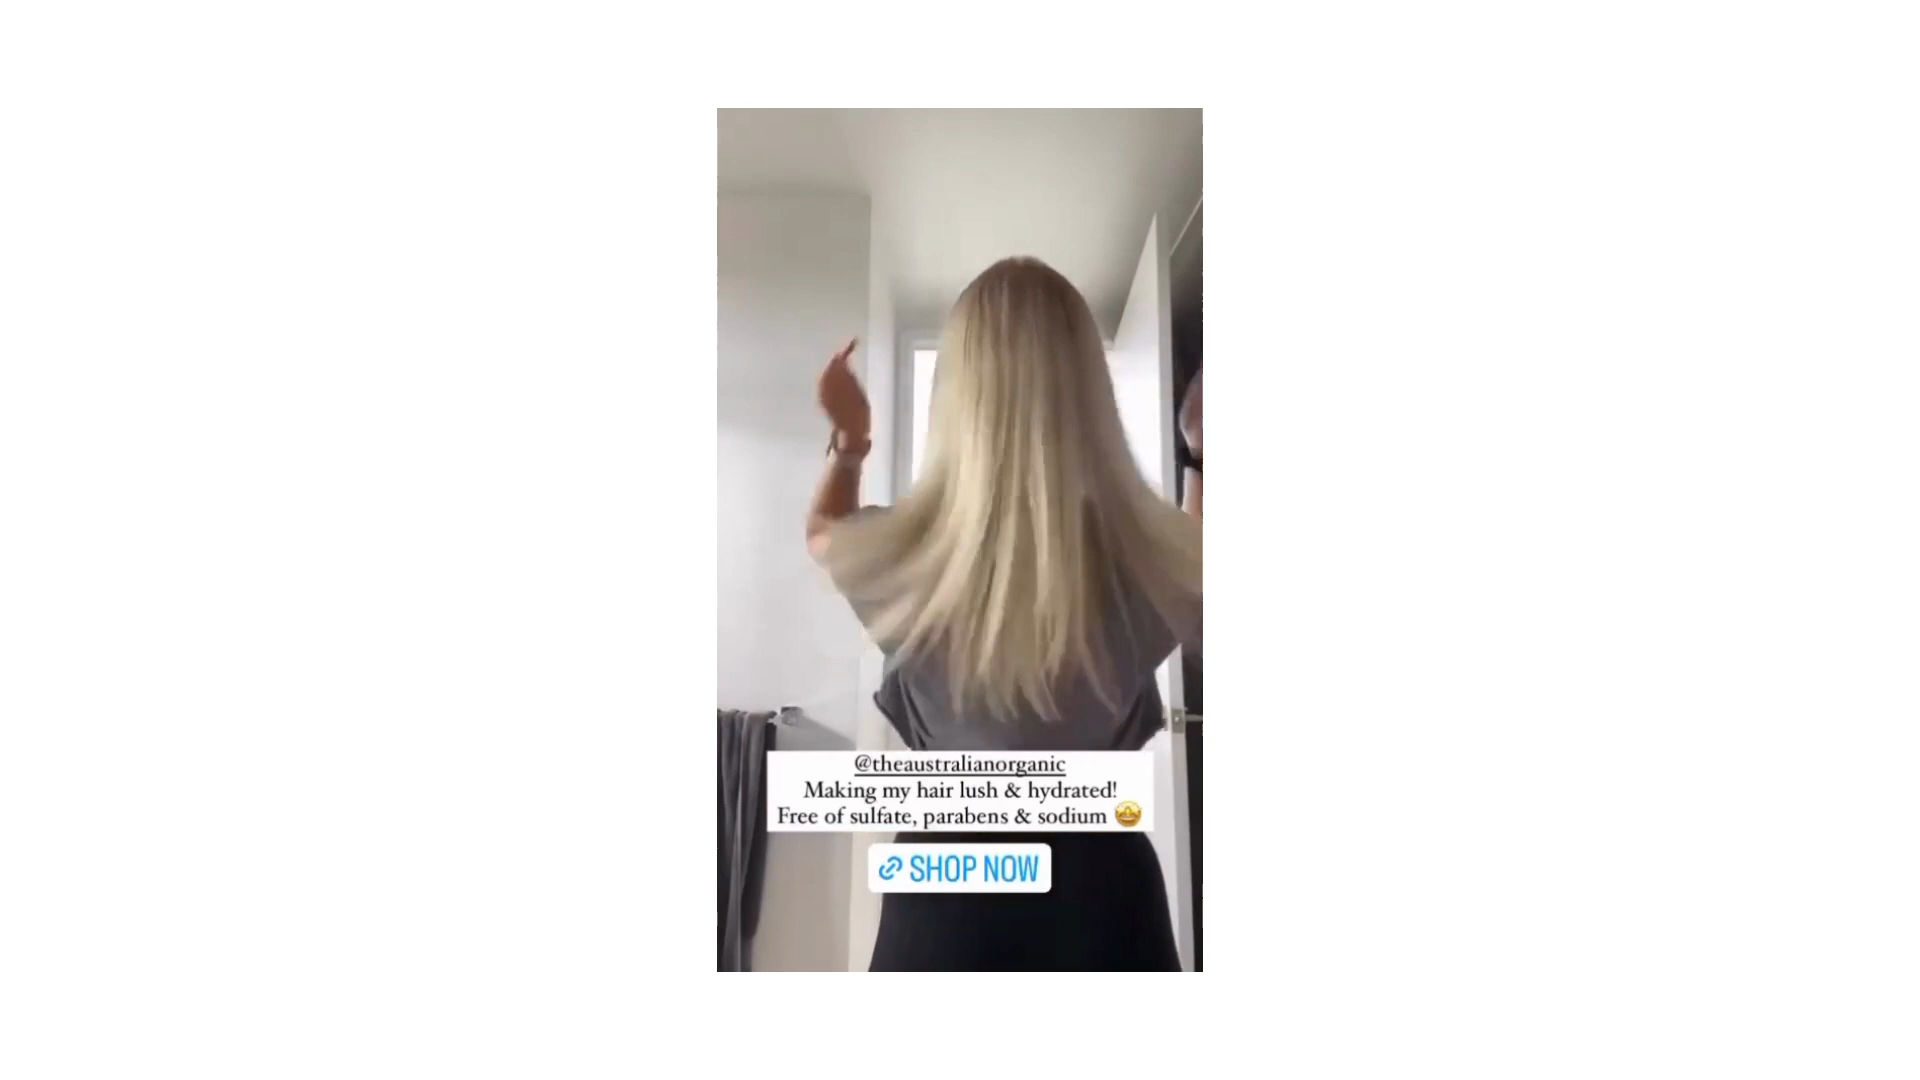 @theaustralianorganic
Making my hair lush & hydrated!
Free of sulfate, parabens & sodium 🤩
SHOP NOW